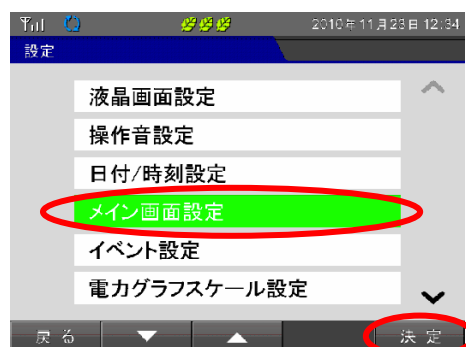 2010年11月23日 12:34
設定
液晶画面設定
操作音設定
日付/時刻設定
メイン画面設定
イベント設定
電力グラフスケール設定
戻る 決定